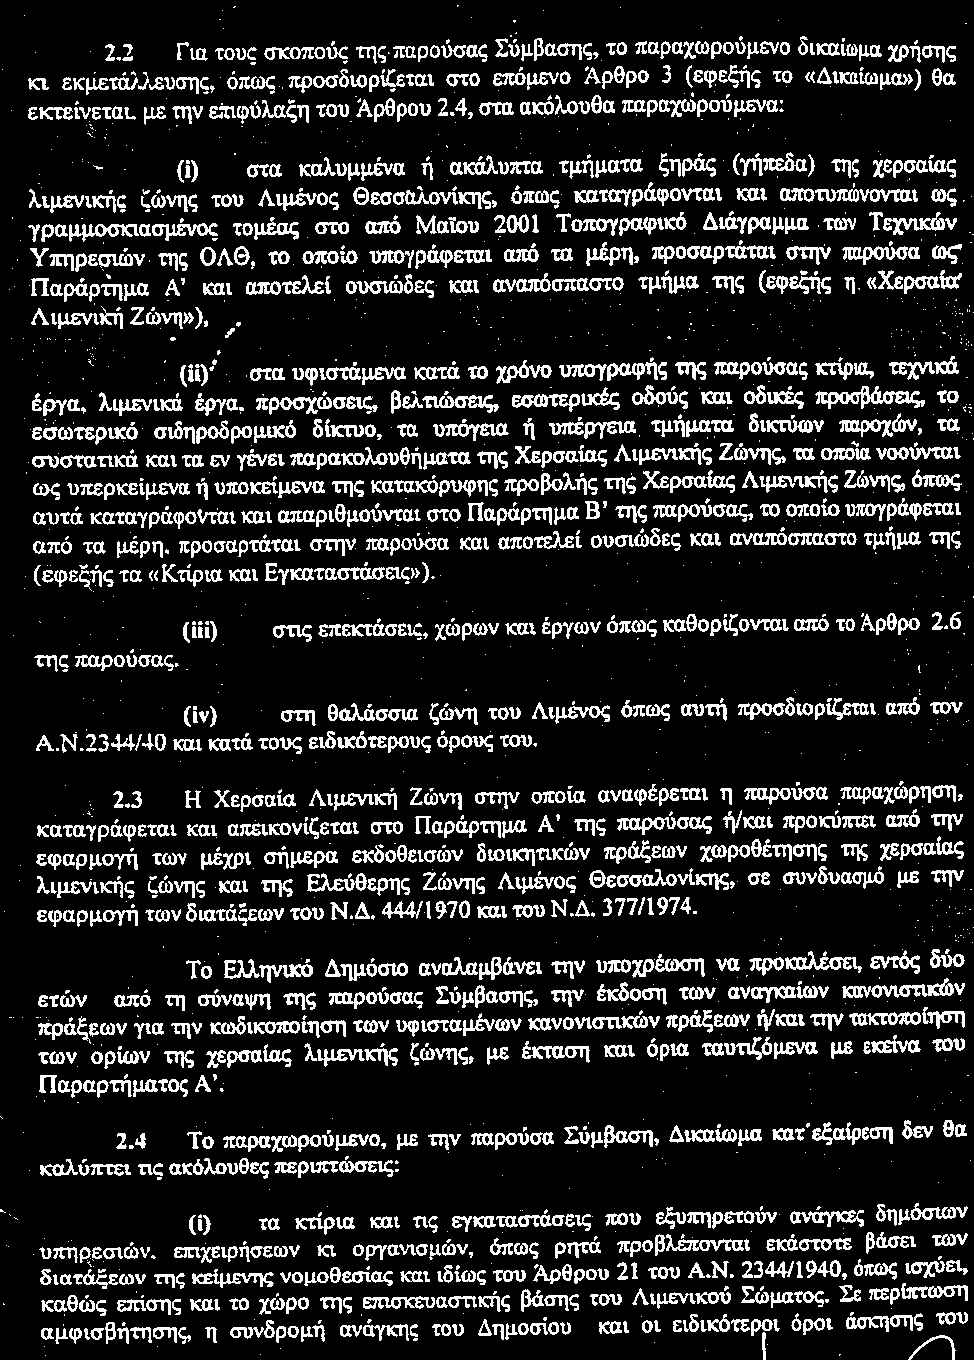 2.2 Για τους σκοπούς της παρούσας Σύμβασης, το παραχωρούμενο δικαίωμα χρήσης
κι εκμετάλλευσης, όπως προσδιορίζεται στο επόμενο Άρθρο 3 (εφεξής το «Δικαίωμα») θα
εκτείνεται, με την επιφύλαξη του Άρθρου 2.4, στα ακόλουθα παραχωρούμενα:
(i) στα καλυμμένα ή ακάλυπτα τμήματα ξηράς (γήπεδα) της χερσαίας
λιμενικής ζώνης του Λιμένος Θεσσαλονίκης, όπως καταγράφονται και αποτυπώνονται ως
γραμμοσκιασμένος τομέας στο από Μαΐου 2001 Τοπογραφικό Διάγραμμα των Τεχνικών
Υπηρεσιών της ΟΛΘ, το οποίο υπογράφεται από τα μέρη, προσαρτάται στην παρούσα ως
Παράρτημα Α' και αποτελεί ουσιώδες και αναπόσπαστο τμήμα της (εφεξής η «Χερσαία
Λιμενική Ζώνη»),
(ii) στα υφιστάμενα κατά το χρόνο υπογραφής της παρούσας κτίρια, τεχνικά
έργα, λιμενικά έργα, προσχώσεις, βελτιώσεις, εσωτερικές οδούς και οδικές προσβάσεις, το
εσωτερικό σιδηροδρομικό δίκτυο, τα υπόγεια ή υπέργεια τμήματα δικτύων παροχών, τα
συστατικά και τα εν γένει παρακολουθήματα της Χερσαίας Λιμενικής Ζώνης, τα οποία νοούνται
ως υπερκείμενα ή υποκείμενα της κατακόρυφης προβολής της Χερσαίας Λιμενικής Ζώνης, όπως
αυτά καταγράφονται και απαριθμούνται στο Παράρτημα Β' της παρούσας, το οποίο υπογράφεται
από τα μέρη, προσαρτάται στην παρούσα και αποτελεί ουσιώδες και αναπόσπαστο τμήμα της
(εφεξής τα «Κτίρια και Εγκαταστάσεις»).
(iii) στις επεκτάσεις, χώρων και έργων όπως καθορίζονται από το Άρθρο 2.6
της παρούσας.
(iv) στη θαλάσσια ζώνη του Λιμένος όπως αυτή προσδιορίζεται από τον
Α.Ν.2344/40 και κατά τους ειδικότερους όρους του.
2.3 Η Χερσαία Λιμενική Ζώνη στην οποία αναφέρεται η παρούσα παραχώρηση,
καταγράφεται και απεικονίζεται στο Παράρτημα Α' της παρούσας ή/και προκύπτει από την
εφαρμογή των μέχρι σήμερα εκδοθεισών διοικητικών πράξεων χωροθέτησης της χερσαίας
λιμενικής ζώνης και της Ελεύθερης Ζώνης Λιμένος Θεσσαλονίκης, σε συνδυασμό με την
εφαρμογή των διατάξεων του Ν.Δ. 444/1970 και του Ν.Δ. 377/1974.
Το Ελληνικό Δημόσιο αναλαμβάνει την υποχρέωση να προκαλέσει, εντός δύο
ετών από τη σύναψη της παρούσας Σύμβασης, την έκδοση των αναγκαίων κανονιστικών
πράξεων για την κωδικοποίηση των υφισταμένων κανονιστικών πράξεων ή/και την τακτοποίηση
των ορίων της χερσαίας λιμενικής ζώνης, με έκταση και όρια ταυτιζόμενα με εκείνα του
Παραρτήματος Α'.
2.4 Το παραχωρούμενο, με την παρούσα Σύμβαση, Δικαίωμα κατ' εξαίρεση δεν θα
καλύπτει τις ακόλουθες περιπτώσεις:
(i) τα κτίρια και τις εγκαταστάσεις που εξυπηρετούν ανάγκες δημόσιων
υπηρεσιών, επιχειρήσεων κι οργανισμών, όπως ρητά προβλέπονται εκάστοτε βάσει των
διατάξεων της κείμενης νομοθεσίας και ιδίως του Άρθρου 21 του Α.Ν. 2344/1940, όπως ισχύει,
καθώς επίσης και το χώρο της επισκευαστικής βάσης του Λιμενικού Σώματος. Σε περίπτωση
αμφισβήτησης, η συνδρομή ανάγκης του Δημοσίου και οι ειδικότεροι όροι άσκησης του